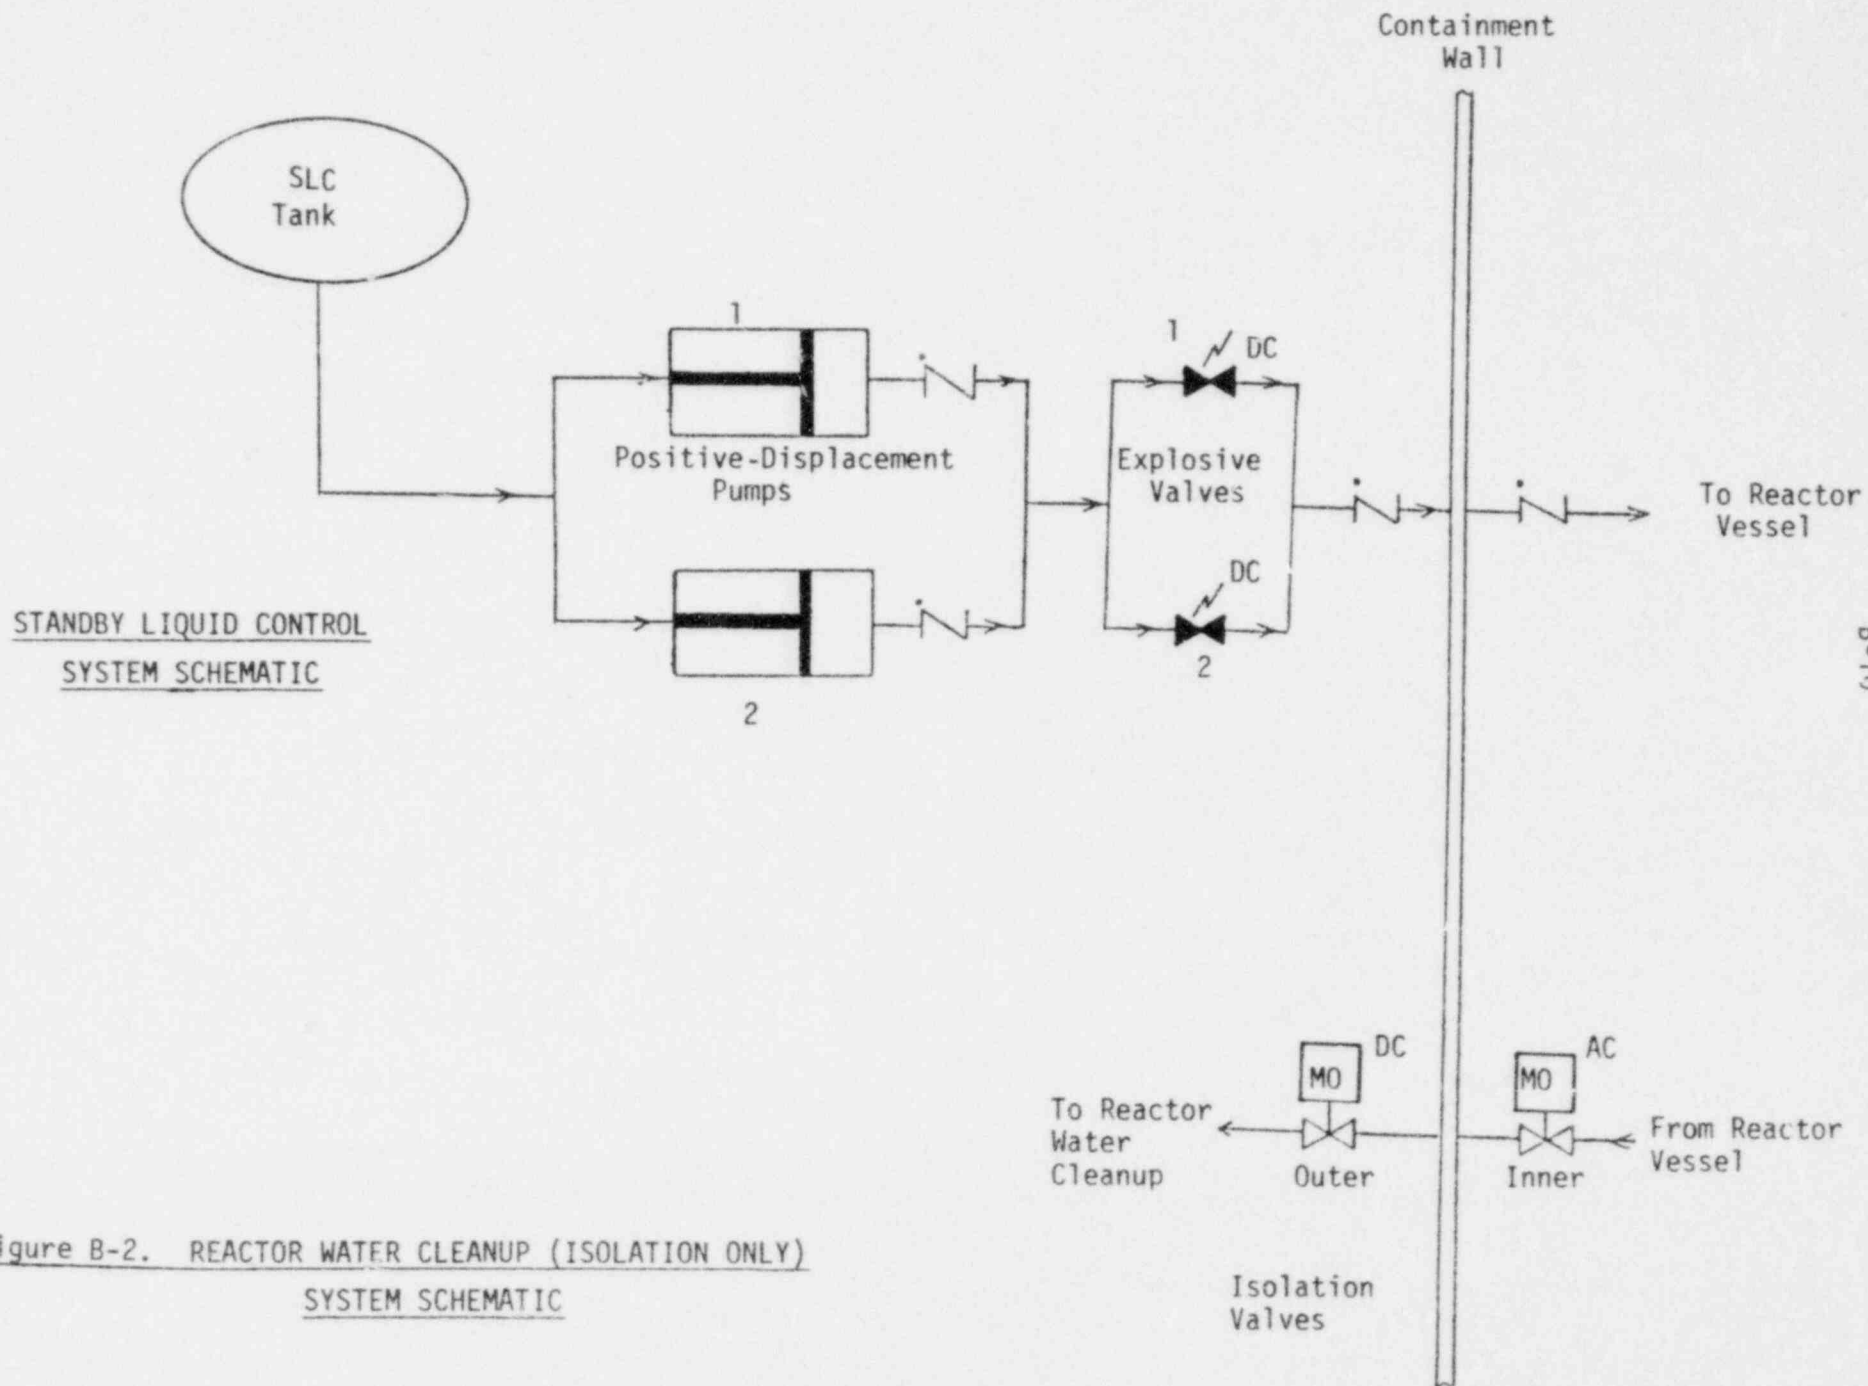 Containment
Wall
SLC
Tank
1
Positive-Displacement
Pumps
2
1
DC
Explosive
Valves
DC
2
To Reactor
Vessel
STANDBY LIQUID CONTROL
SYSTEM SCHEMATIC
MO
DC
MO
AC
To Reactor
Water
Cleanup
Outer
Inner
From Reactor
Vessel
igure B-2. REACTOR WATER CLEANUP (ISOLATION ONLY)
SYSTEM SCHEMATIC
Isolation
Valves